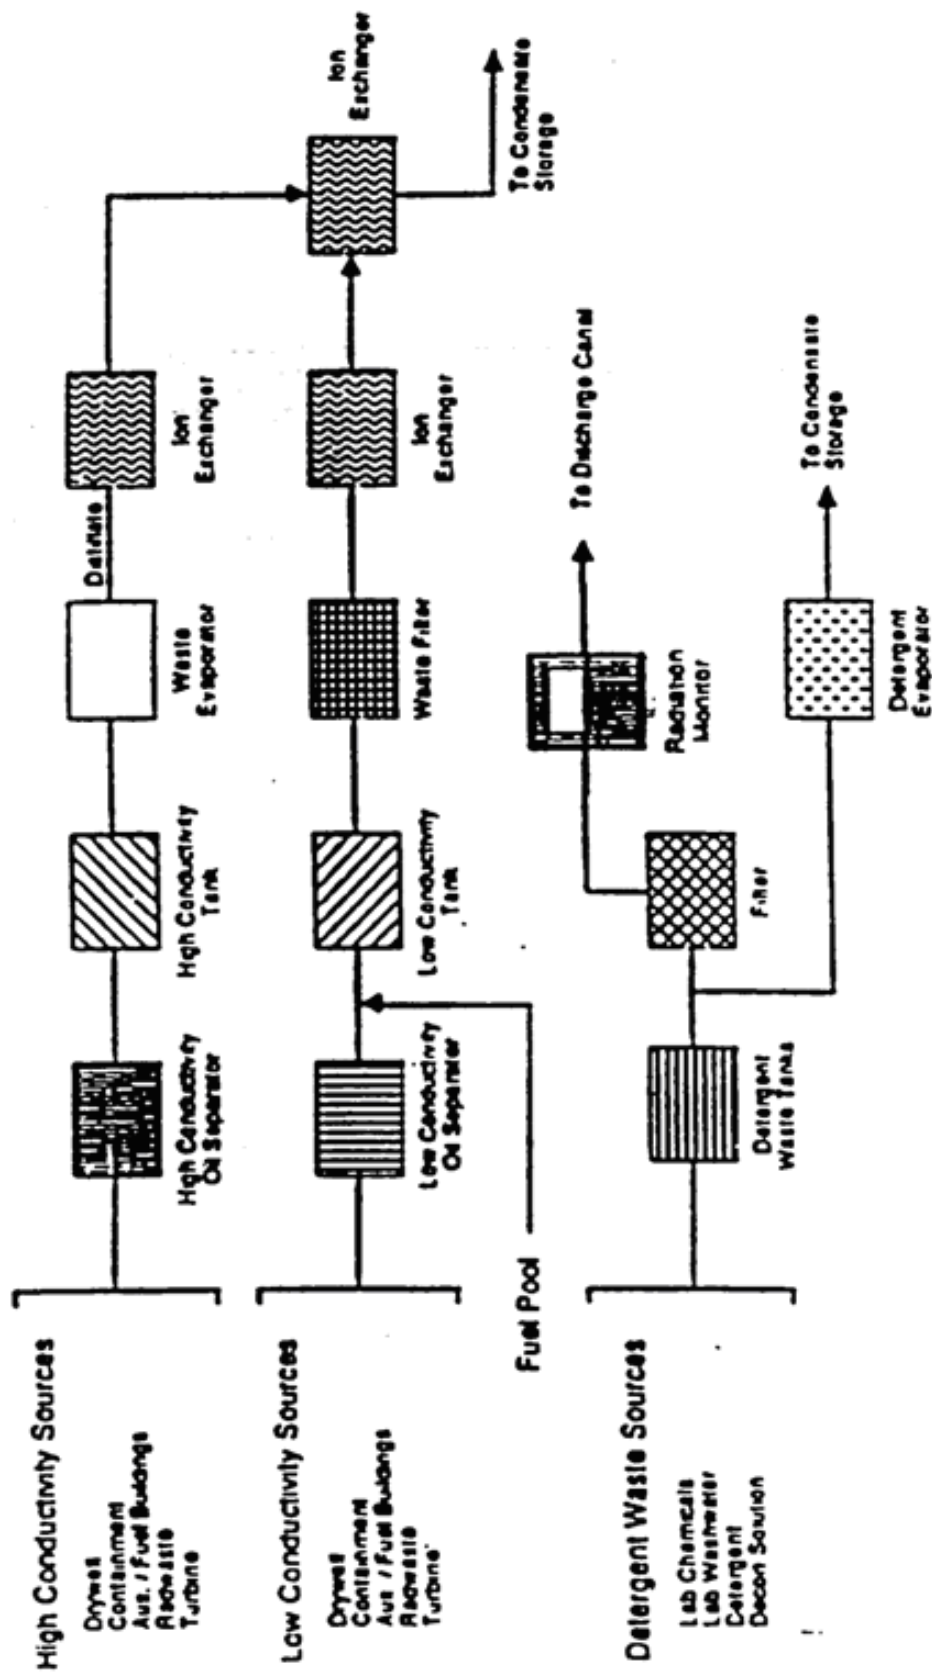 High Conductivity Sources
Drywell
Containment
Aux. / Fuel Buildings
Radwaste
Turbine
High Conductivity
Oil Separator
High Conductivity
Tank
Waste
Evaporator
Distillate
Ion
Exchanger
Ion
Exchanger
To Condensate
Storage
Low Conductivity Sources
Drywell
Containment
Aux. / Fuel Buildings
Radwaste
Turbine
Low Conductivity
Oil Separator
Low Conductivity
Tank
Waste Filter
Ion
Exchanger
Fuel Pool
Detergent Waste Sources
Lab Chemicals
Lab Washwater
Detergent
Decon Solution
Detergent
Waste Tanks
Filter
Radiation
Monitor
To Discharge Canal
Detergent
Evaporator
To Condensate
Storage